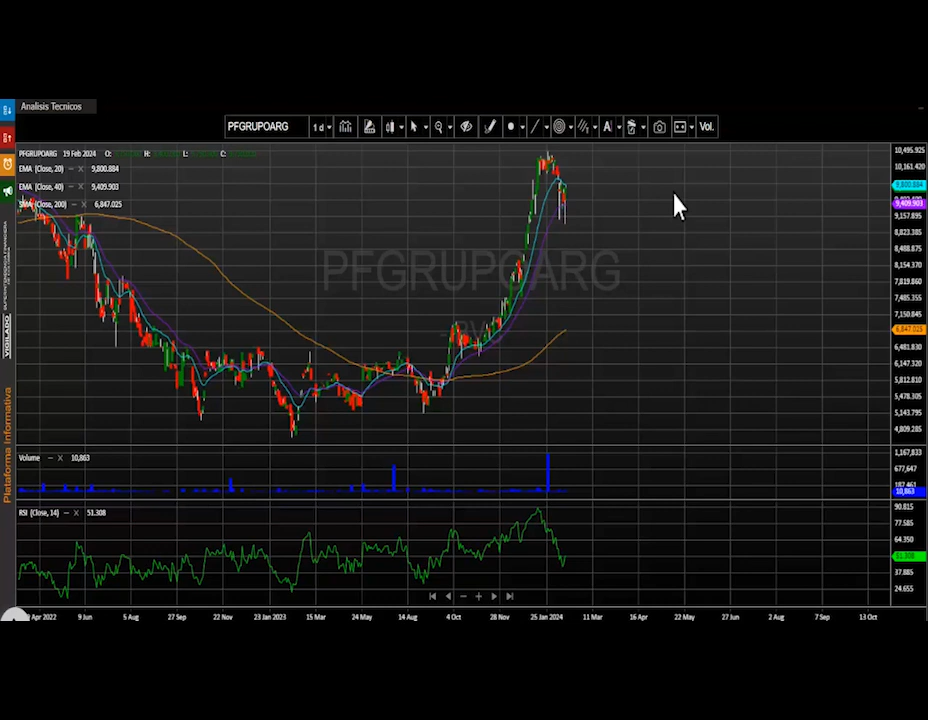 Analisis Tecnicos
PFGRUPOARG 1 d Vol.
PFGRUPOARG 19 Feb 2024 O: H: L: C:
EMA (Close, 20) 9,800.884
EMA (Close, 40) 9,409.903
SMA (Close, 200) 6,847.025
PFGRUPOARG
- BV
10,495.925
10,161.420
9,800.884
9,409.903
9,157.895
8,823.385
8,488.875
8,154.370
7,819.860
7,485.355
7,150.845
6,847.025
6,481.830
6,147.320
5,812.810
5,478.305
5,143.795
4,809.285
Volume 10,863
1,167,833
677,647
187,461
10,863
RSI (Close, 14) 51.308
90.815
77.585
64.350
51.308
37.885
24.655
Apr 2022 9 Jun 5 Aug 27 Sep 22 Nov 23 Jan 2023 15 Mar 24 May 14 Aug 4 Oct 28 Nov 25 Jan 2024 11 Mar 16 Apr 22 May 27 Jun 2 Aug 7 Sep 13 Oct
VIGILADO
Plataforma Informativa